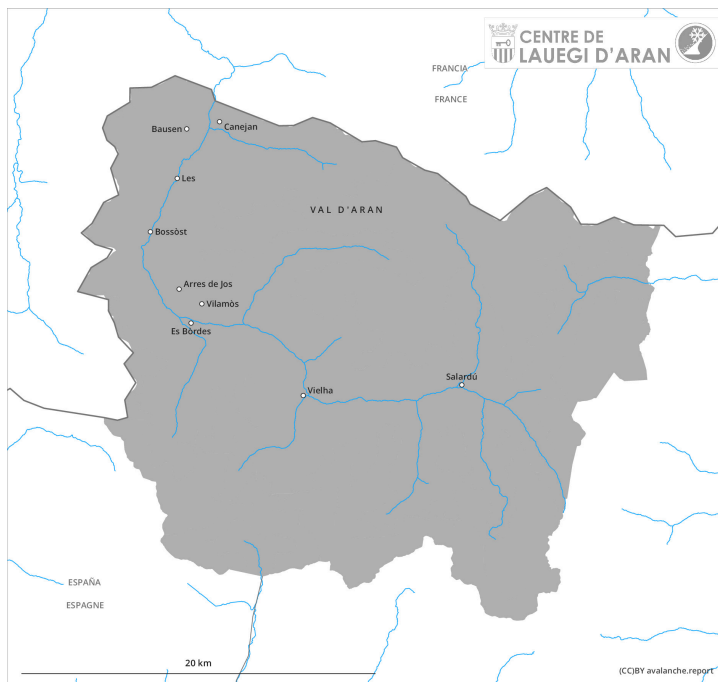 CENTRE DE
LAUEGI D'ARAN
FRANCIA
FRANCE
Bausen
Canejan
Les
VAL D'ARAN
Bossòst
Arres de Jos
Vilamòs
Es Bòrdes
Salardú
Vielha
ESPAÑA
ESPAGNE
20 km
(CC)BY avalanche.report